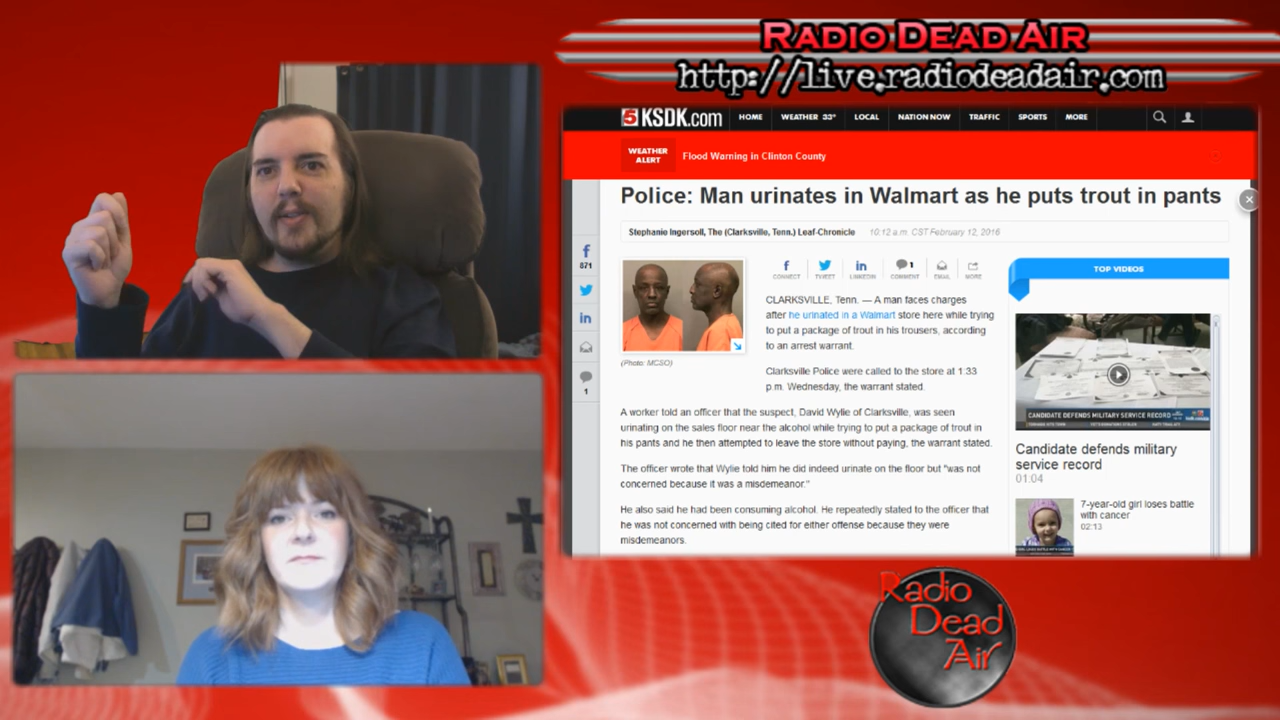 RADIO DEAD AIR
http://live.radiodeadair.com
5 KSDK.com HOME WEATHER 33° LOCAL NATION NOW TRAFFIC SPORTS MORE
WEATHER
ALERT
Flood Warning in Clinton County
Police: Man urinates in Walmart as he puts trout in pants
Stephanie Ingersoll, The (Clarksville, Tenn.) Leaf-Chronicle 10:12 a.m. CST February 12, 2016
871
1
(Photo: MCSO)
CONNECT TWEET LINKEDIN 1 COMMENT EMAIL MORE
CLARKSVILLE, Tenn. — A man faces charges
after he urinated in a Walmart store here while trying
to put a package of trout in his trousers, according
to an arrest warrant.
Clarksville Police were called to the store at 1:33
p.m. Wednesday, the warrant stated.
A worker told an officer that the suspect, David Wylie of Clarksville, was seen
urinating on the sales floor near the alcohol while trying to put a package of trout in
his pants and he then attempted to leave the store without paying, the warrant stated.
The officer wrote that Wylie told him he did indeed urinate on the floor but "was not
concerned because it was a misdemeanor."
He also said he had been consuming alcohol. He repeatedly stated to the officer that
he was not concerned with being cited for either offense because they were
misdemeanors.
TOP VIDEOS
CANDIDATE DEFENDS MILITARY SERVICE RECORD
Candidate defends military
service record
01:04
7-year-old girl loses battle
with cancer
02:13
Radio
Dead
Air